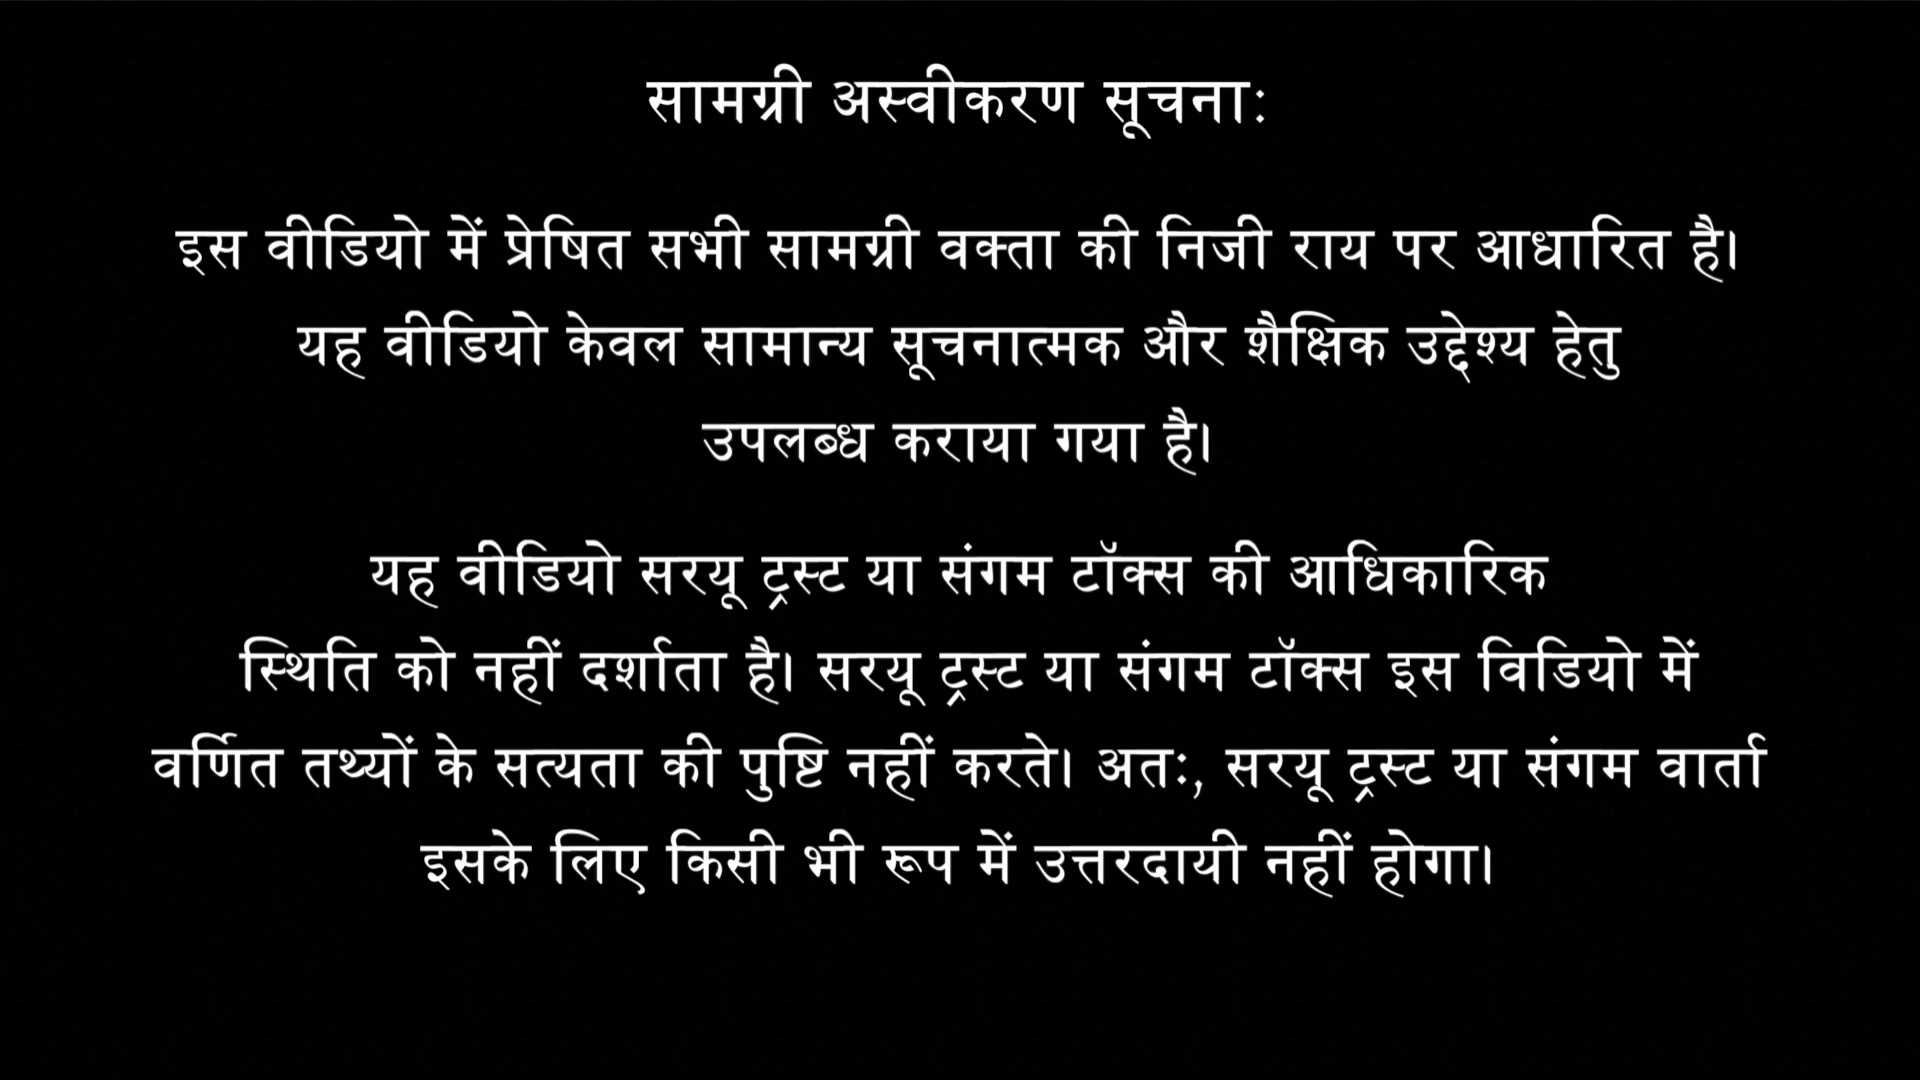 सामग्री अस्वीकरण सूचना:
इस वीडियो में प्रेषित सभी सामग्री वक्ता की निजी राय पर आधारित है।
यह वीडियो केवल सामान्य सूचनात्मक और शैक्षिक उद्देश्य हेतु
उपलब्ध कराया गया है।
यह वीडियो सरयू ट्रस्ट या संगम टॉक्स की आधिकारिक
स्थिति को नहीं दर्शाता है। सरयू ट्रस्ट या संगम टॉक्स इस विडियो में
वर्णित तथ्यों के सत्यता की पुष्टि नहीं करते। अतः, सरयू ट्रस्ट या संगम वार्ता
इसके लिए किसी भी रूप में उत्तरदायी नहीं होगा।